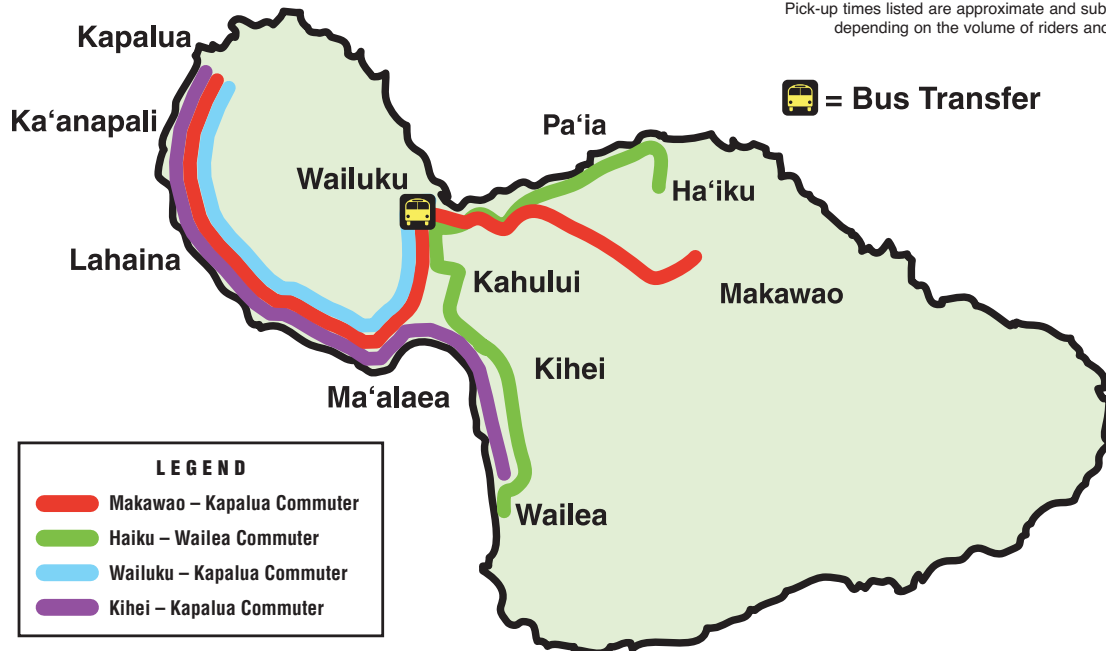 Pick-up times listed are approximate and sub
depending on the volume of riders and
= Bus Transfer
Kapalua
Ka‘anapali
Pa‘ia
Wailuku
Ha‘iku
Lahaina
Kahului
Makawao
Kihei
Ma‘alaea
Wailea
LEGEND
Makawao – Kapalua Commuter
Haiku – Wailea Commuter
Wailuku – Kapalua Commuter
Kihei – Kapalua Commuter